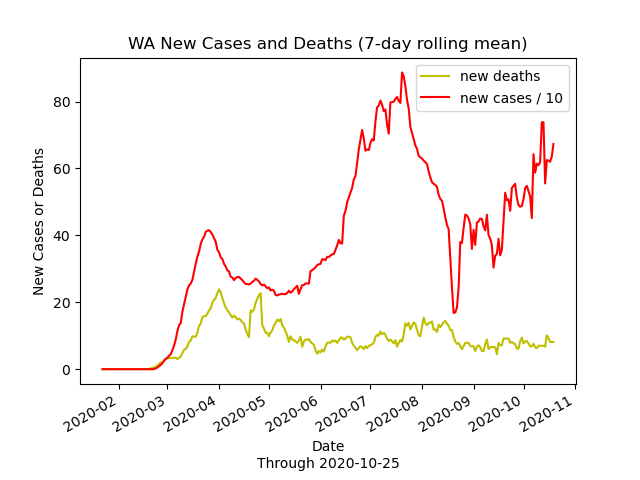 WA New Cases and Deaths (7-day rolling mean)
new deaths
new cases / 10
80
60
40
20
0
New Cases or Deaths
2020-02
2020-03
2020-04
2020-05
2020-06
2020-07
2020-08
2020-09
2020-10
2020-11
Date
Through 2020-10-25